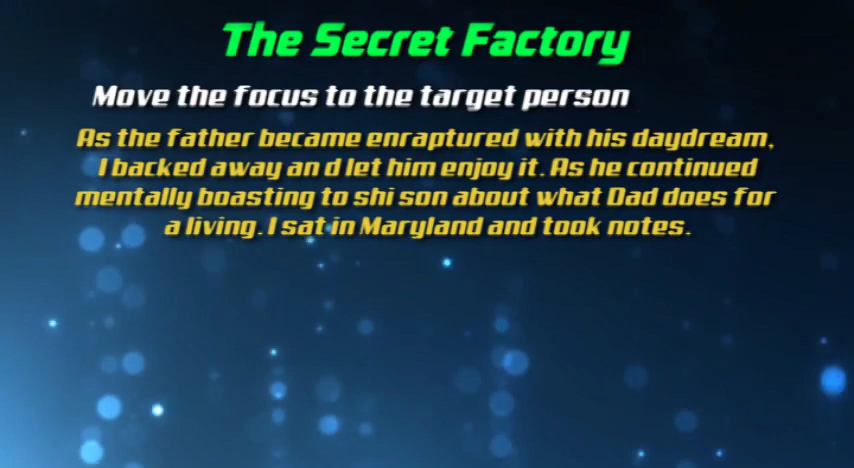 The Secret Factory
Move the focus to the target person
As the father became enraptured with his daydream,
I backed away an d let him enjoy it. As he continued
mentally boasting to shi son about what Dad does for
a living. I sat in Maryland and took notes.